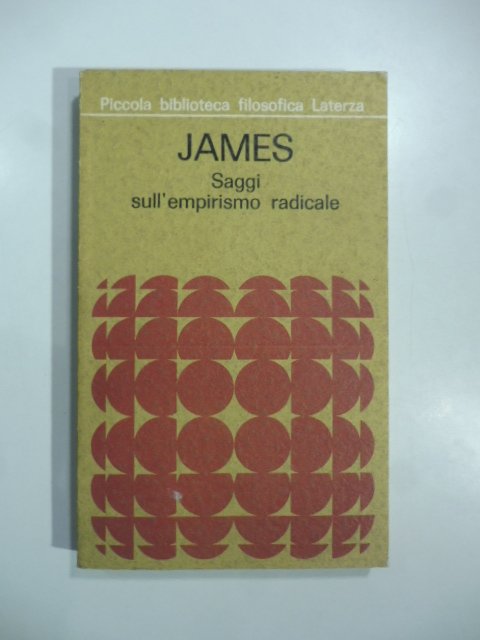 Piccola biblioteca filosofica Laterza
JAMES
Saggi
sull'empirismo radicale